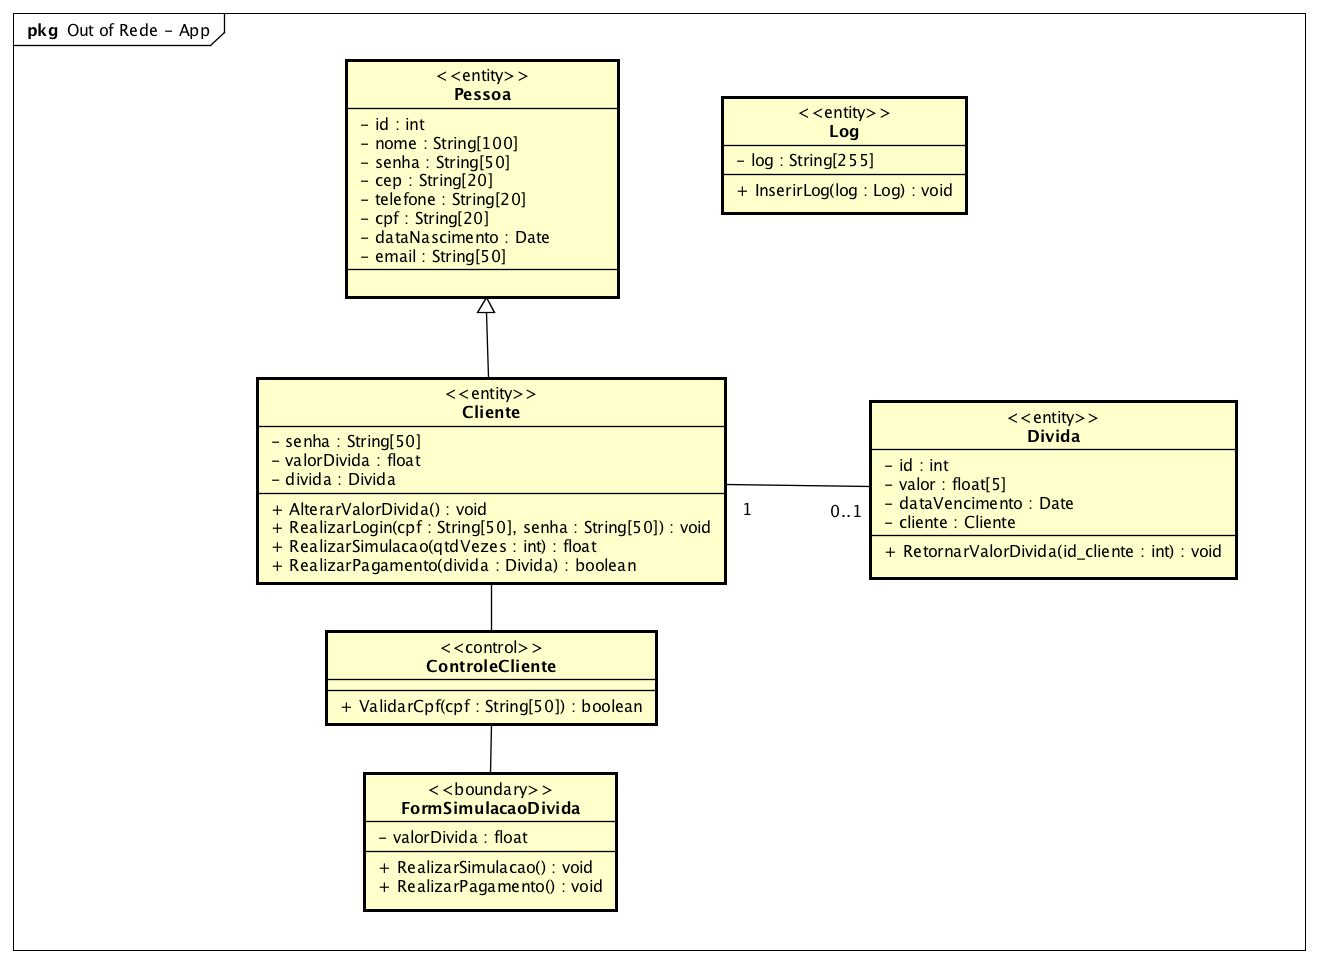 pkg Out of Rede - App
<<entity>>
Pessoa
- id : int
- nome : String[100]
- senha : String[50]
- cep : String[20]
- telefone : String[20]
- cpf : String[20]
- dataNascimento : Date
- email : String[50]
<<entity>>
Log
- log : String[255]
+ InserirLog(log : Log) : void
<<entity>>
Cliente
- senha : String[50]
- valorDivida : float
- divida : Divida
+ AlterarValorDivida() : void
+ RealizarLogin(cpf : String[50], senha : String[50]) : void
+ RealizarSimulacao(qtdVezes : int) : float
+ RealizarPagamento(divida : Divida) : boolean
1
0..1
<<entity>>
Divida
- id : int
- valor : float[5]
- dataVencimento : Date
- cliente : Cliente
+ RetornarValorDivida(id_cliente : int) : void
<<control>>
ControleCliente
+ ValidarCpf(cpf : String[50]) : boolean
<<boundary>>
FormSimulacaoDivida
- valorDivida : float
+ RealizarSimulacao() : void
+ RealizarPagamento() : void